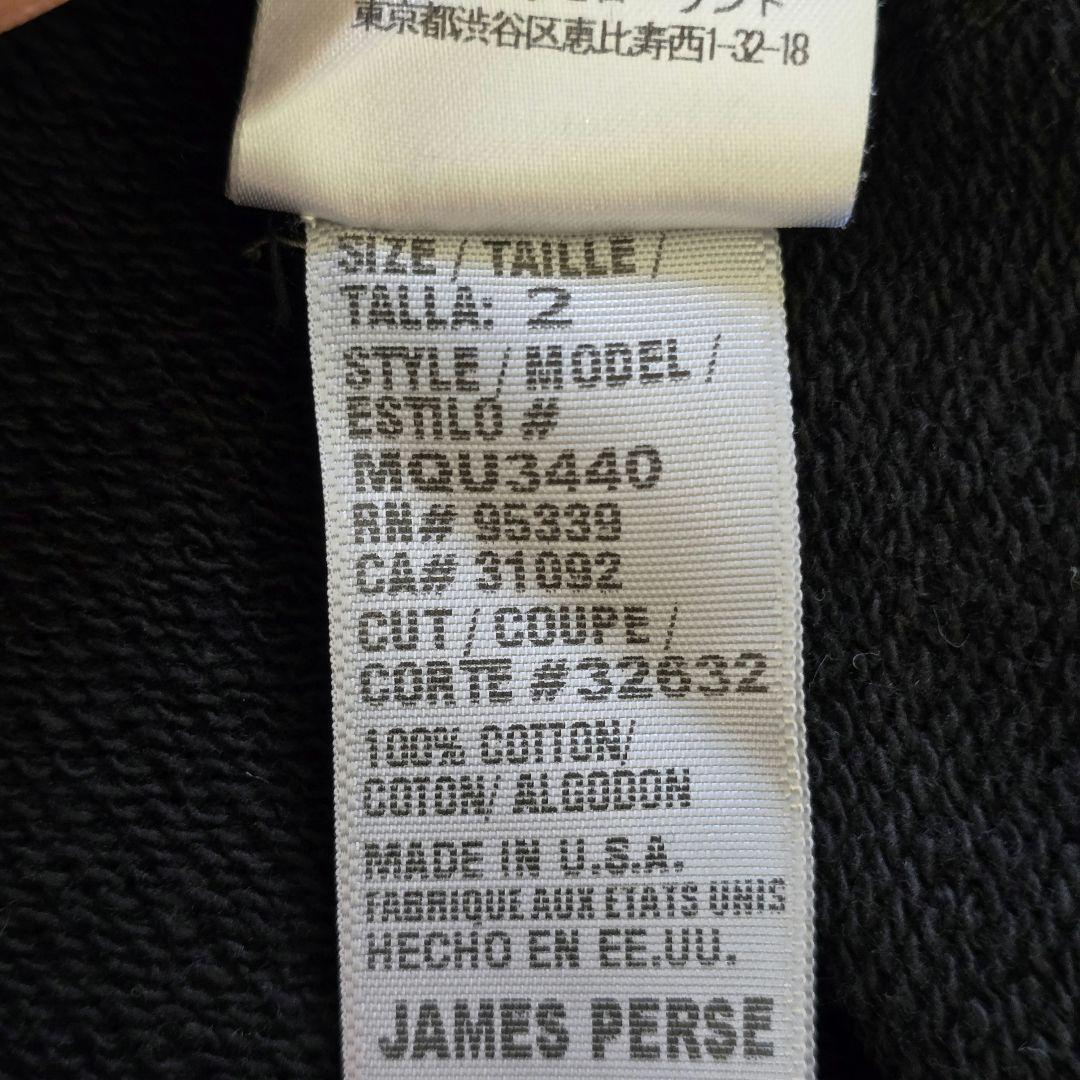 東京都渋谷区恵比寿西1-32-18
SIZE / TAILLE /
TALLA: 2
STYLE / MODEL /
ESTILO #
MQU3440
RN# 95339
CA# 31092
CUT / COUPE /
CORTE #32632
100% COTTON/
COTON/ ALGODON
MADE IN U.S.A.
FABRIQUE AUX ETATS UNIS
HECHO EN EE.UU.
JAMES PERSE